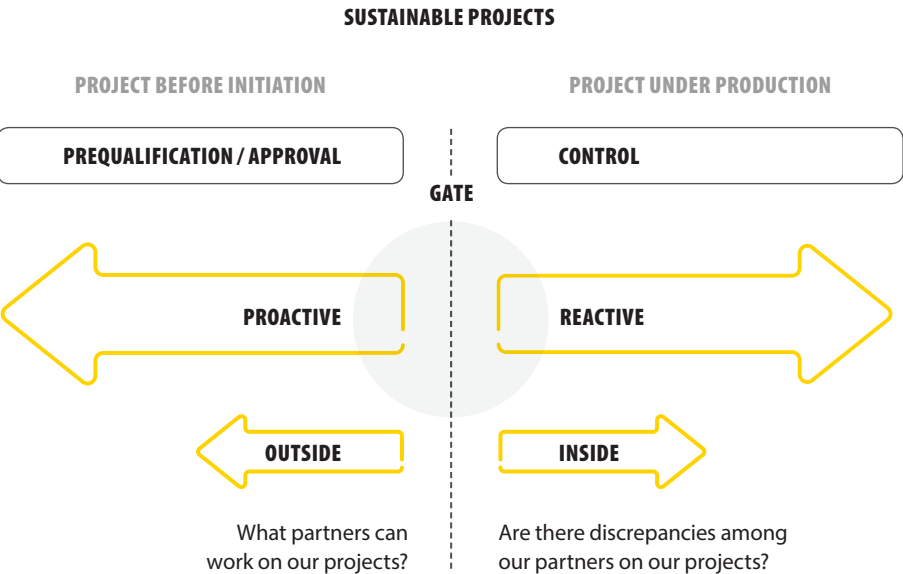 SUSTAINABLE PROJECTS
PROJECT BEFORE INITIATION
PROJECT UNDER PRODUCTION
PREQUALIFICATION / APPROVAL
CONTROL
GATE
PROACTIVE
REACTIVE
OUTSIDE
INSIDE
What partners can
work on our projects?
Are there discrepancies among
our partners on our projects?